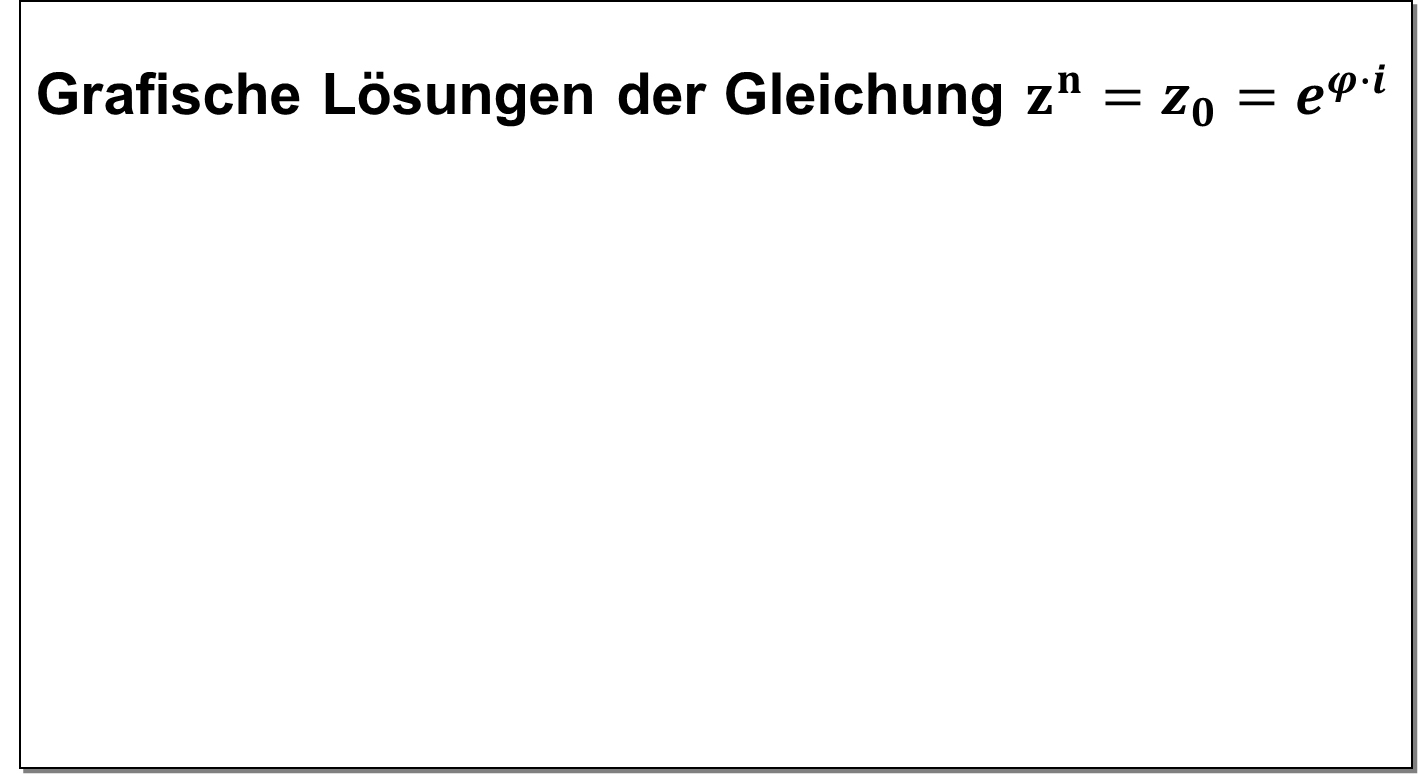 Grafische Lösungen der Gleichung zⁿ = z₀ = e^{φ·i}